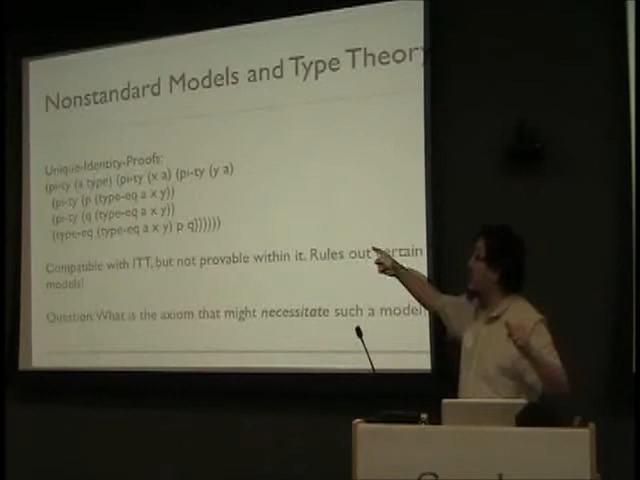 Nonstandard Models and Type Theory
Unique-Identity-Proofs:
(pi-ty (a type) (pi-ty (x a) (pi-ty (y a)
(pi-ty (p (type-eq a x y))
(pi-ty (q (type-eq a x y))
(type-eq (type-eq a x y) p q))))))
Compatible with ITT, but not provable within it. Rules out certain
models!
Question: What is the axiom that might necessitate such a model